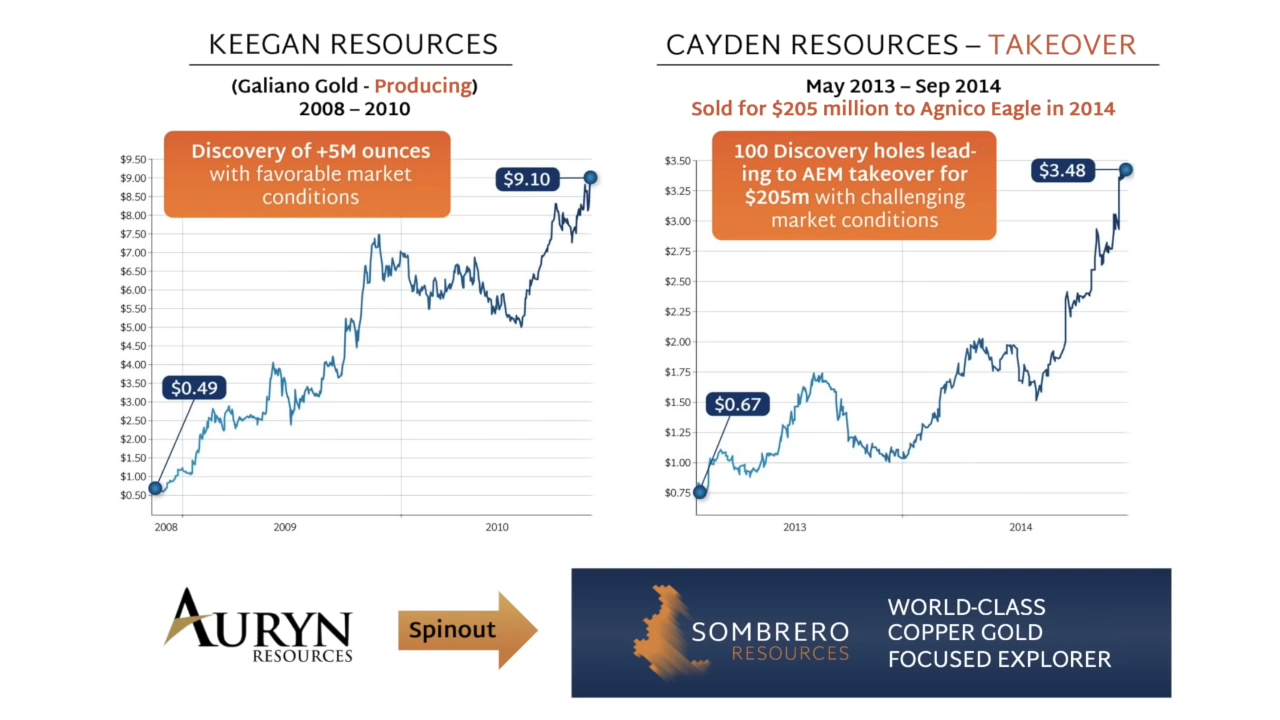 KEEGAN RESOURCES
(Galiano Gold - Producing)
2008 – 2010
Discovery of +5M ounces
with favorable market
conditions
$9.50
$9.00
$8.50
$8.00
$7.50
$7.00
$6.50
$6.00
$5.50
$5.00
$4.50
$4.00
$3.50
$3.00
$2.50
$2.00
$1.50
$1.00
$0.50
$0.49
$9.10
2008
2009
2010
CAYDEN RESOURCES – TAKEOVER
May 2013 – Sep 2014
Sold for $205 million to Agnico Eagle in 2014
100 Discovery holes lead-
ing to AEM takeover for
$205m with challenging
market conditions
$3.50
$3.25
$3.00
$2.75
$2.50
$2.25
$2.00
$1.75
$1.50
$1.25
$1.00
$0.75
$0.67
$3.48
2013
2014
AURYN
RESOURCES
Spinout
SOMBRERO
RESOURCES
WORLD-CLASS
COPPER GOLD
FOCUSED EXPLORER